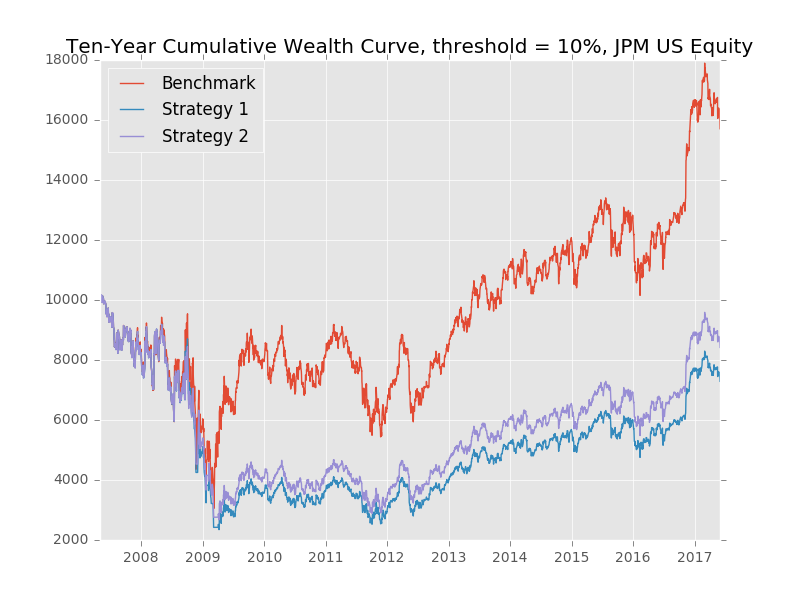 Ten-Year Cumulative Wealth Curve, threshold = 10%, JPM US Equity
18000
16000
14000
12000
10000
8000
6000
4000
2000
Benchmark
Strategy 1
Strategy 2
2008 2009 2010 2011 2012 2013 2014 2015 2016 2017